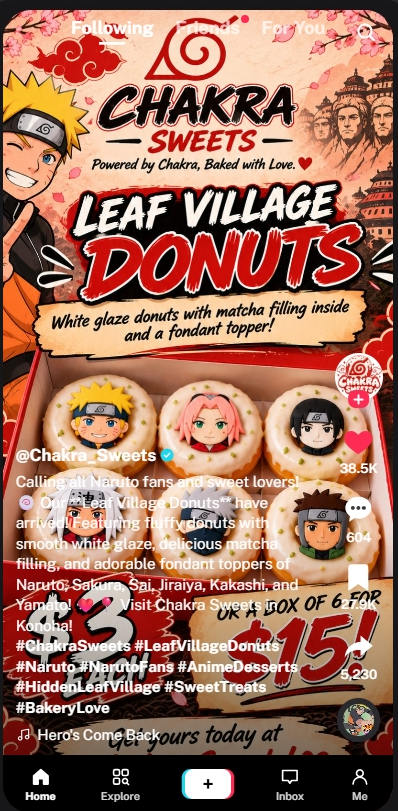 Following Friends For You
CHAKRA
SWEETS
Powered by Chakra, Baked with Love.
LEAF VILLAGE
DONUTS
White glaze donuts with matcha filling inside
and a fondant topper!
CHAKRA
SWEETS
38.5K
604
27.9K
5,230
@Chakra_Sweets
Calling all Naruto fans and sweet lovers!
Our **Leaf Village Donuts** have
arrived! Featuring fluffy donuts with
smooth white glaze, delicious matcha
filling, and adorable fondant toppers of
Naruto, Sakura, Sai, Jiraiya, Kakashi, and
Yamato! Visit Chakra Sweets in
Konoha!
#ChakraSweets #LeafVillageDonuts
#Naruto #NarutoFans #AnimeDesserts
#HiddenLeafVillage #SweetTreats
#BakeryLove
$3
EACH!
OR A BOX OF 6 FOR
$15!
Get yours today at
Hero's Come Back
Home Explore Inbox Me